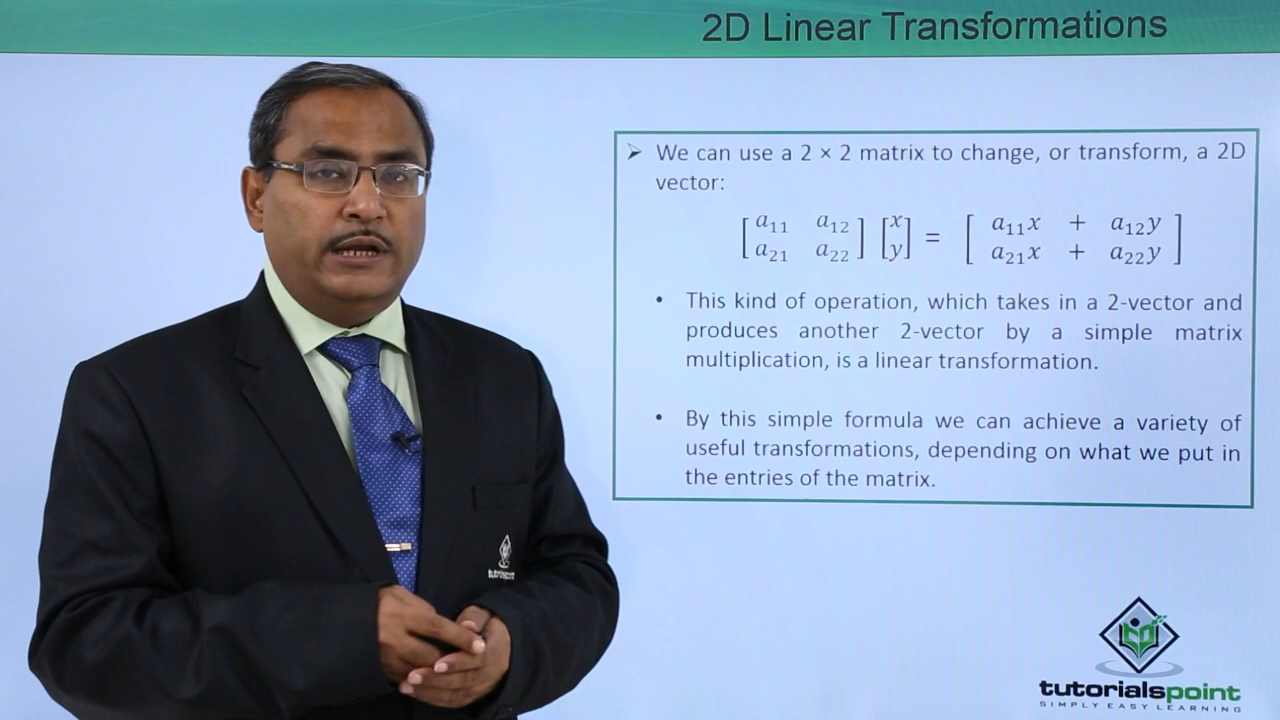 2D Linear Transformations
➢ We can use a 2 × 2 matrix to change, or transform, a 2D
vector:
[ a₁₁ a₁₂ ] [ x ] = [ a₁₁x + a₁₂y ]
[ a₂₁ a₂₂ ] [ y ]   [ a₂₁x + a₂₂y ]
• This kind of operation, which takes in a 2-vector and
produces another 2-vector by a simple matrix
multiplication, is a linear transformation.
• By this simple formula we can achieve a variety of
useful transformations, depending on what we put in
the entries of the matrix.
tutorialspoint
SIMPLY EASY LEARNING